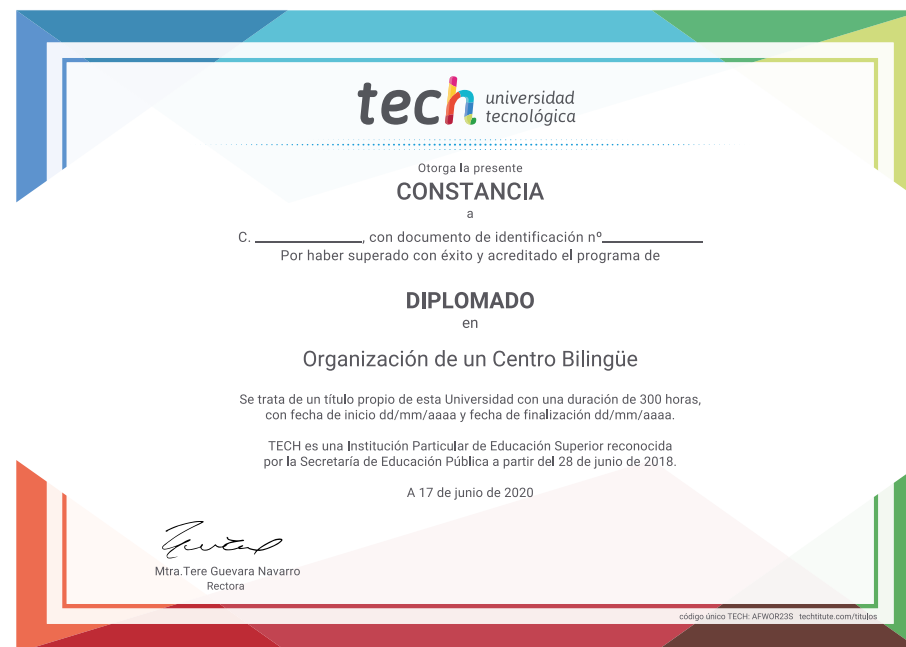 tech universidad
tecnológica
Otorga la presente
CONSTANCIA
a
C. ______________, con documento de identificación nº______________
Por haber superado con éxito y acreditado el programa de
DIPLOMADO
en
Organización de un Centro Bilingüe
Se trata de un título propio de esta Universidad con una duración de 300 horas,
con fecha de inicio dd/mm/aaaa y fecha de finalización dd/mm/aaaa.
TECH es una Institución Particular de Educación Superior reconocida
por la Secretaría de Educación Pública a partir del 28 de junio de 2018.
A 17 de junio de 2020
Mtra.Tere Guevara Navarro
Rectora
código único TECH: AFWOR23S techtitute.com/titulos